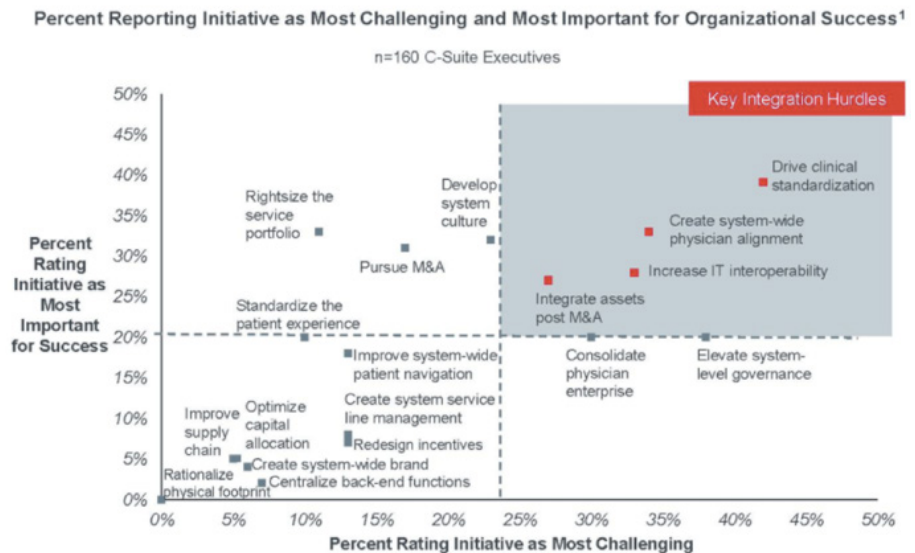 Percent Reporting Initiative as Most Challenging and Most Important for Organizational Success¹
n=160 C-Suite Executives
Key Integration Hurdles
50%
45%
40%
35%
30%
25%
20%
15%
10%
5%
0%
Percent
Rating
Initiative as
Most
Important
for Success
Drive clinical
standardization
Rightsize the
service
portfolio
Develop
system
culture
Create system-wide
physician alignment
Pursue M&A
Increase IT interoperability
Integrate assets
post M&A
Standardize the
patient experience
Improve system-wide
patient navigation
Consolidate
physician
enterprise
Elevate system-
level governance
Create system service
line management
Improve
supply
chain
Optimize
capital
allocation
Redesign incentives
Create system-wide brand
Rationalize
physical footprint
Centralize back-end functions
0%
5%
10%
15%
20%
25%
30%
35%
40%
45%
50%
Percent Rating Initiative as Most Challenging